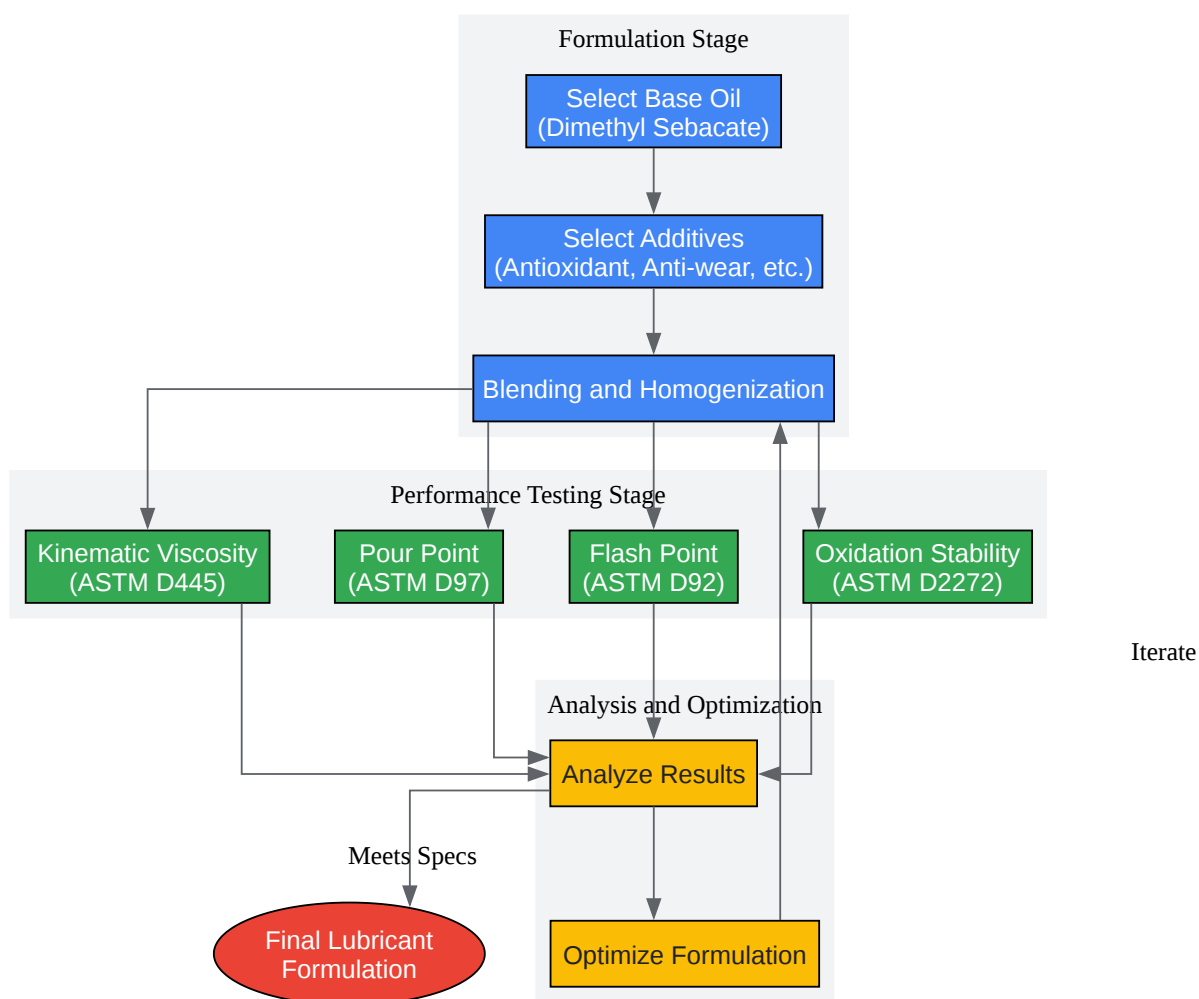 Formulation Stage
Select Base Oil
(Dimethyl Sebacate)
Select Additives
(Antioxidant, Anti-wear, etc.)
Blending and Homogenization
Performance Testing Stage
Kinematic Viscosity
(ASTM D445)
Pour Point
(ASTM D97)
Flash Point
(ASTM D92)
Oxidation Stability
(ASTM D2272)
Iterate
Analysis and Optimization
Analyze Results
Meets Specs
Final Lubricant
Formulation
Optimize Formulation